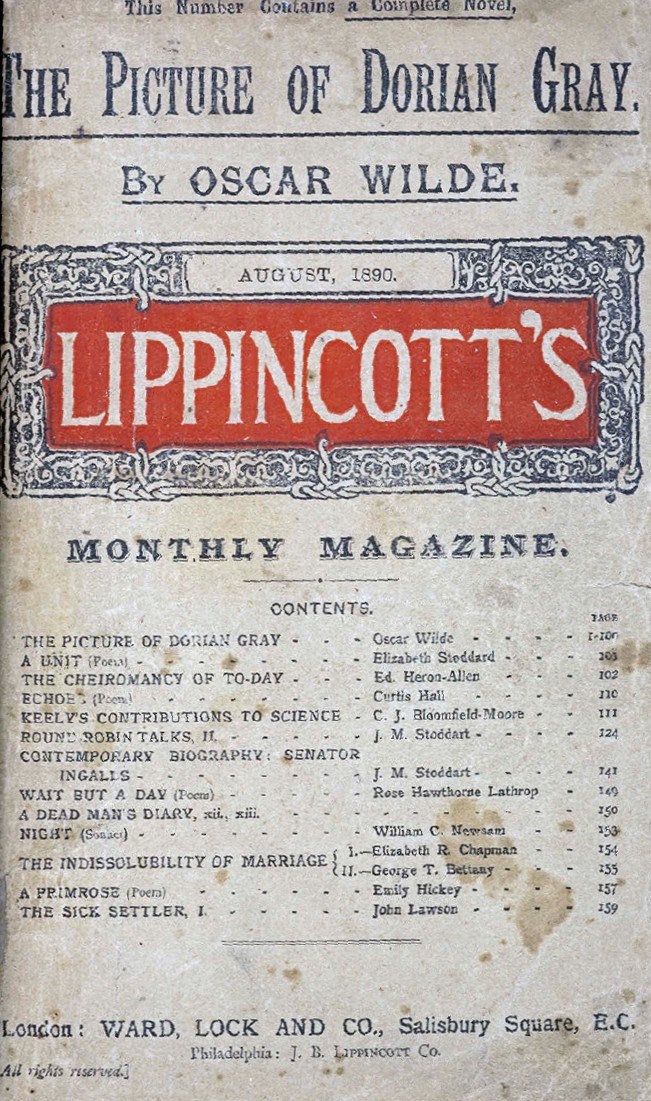 This Number Contains a Complete Novel,
THE PICTURE OF DORIAN GRAY.
BY OSCAR WILDE.
AUGUST, 1890.
LIPPINCOTT'S
MONTHLY MAGAZINE.
CONTENTS.
PAGE
THE PICTURE OF DORIAN GRAY - - - Oscar Wilde - - - - 1-100
A UNIT (Poem) - - - - - - - Elizabeth Stoddard - - - - 101
THE CHEIROMANCY OF TO-DAY - - - Ed. Heron-Allen - - - - 102
ECHOES (Poem) - - - - - - - Curtis Hall - - - - 110
KEELY'S CONTRIBUTIONS TO SCIENCE - C. J. Bloomfield-Moore - - 111
ROUND-ROBIN TALKS, II. - - - - - J. M. Stoddart - - - - 124
CONTEMPORARY BIOGRAPHY: SENATOR
INGALLS - - - - - - - J. M. Stoddart - - - - 141
WAIT BUT A DAY (Poem) - - - - - Rose Hawthorne Lathrop - - 149
A DEAD MAN'S DIARY, xii., xiii. - - - - - - - - - - 150
NIGHT (Sonnet) - - - - - - - William C. Newsam - - - 153
THE INDISSOLUBILITY OF MARRIAGE { I.—Elizabeth R. Chapman - - 154
II.—George T. Bettany - - - 155
A PRIMROSE (Poem) - - - - - Emily Hickey - - - - 157
THE SICK SETTLER, I. - - - - - John Lawson - - - - 159
London: WARD, LOCK AND CO., Salisbury Square, E.C.
Philadelphia: J. B. LIPPINCOTT CO.
All rights reserved.]